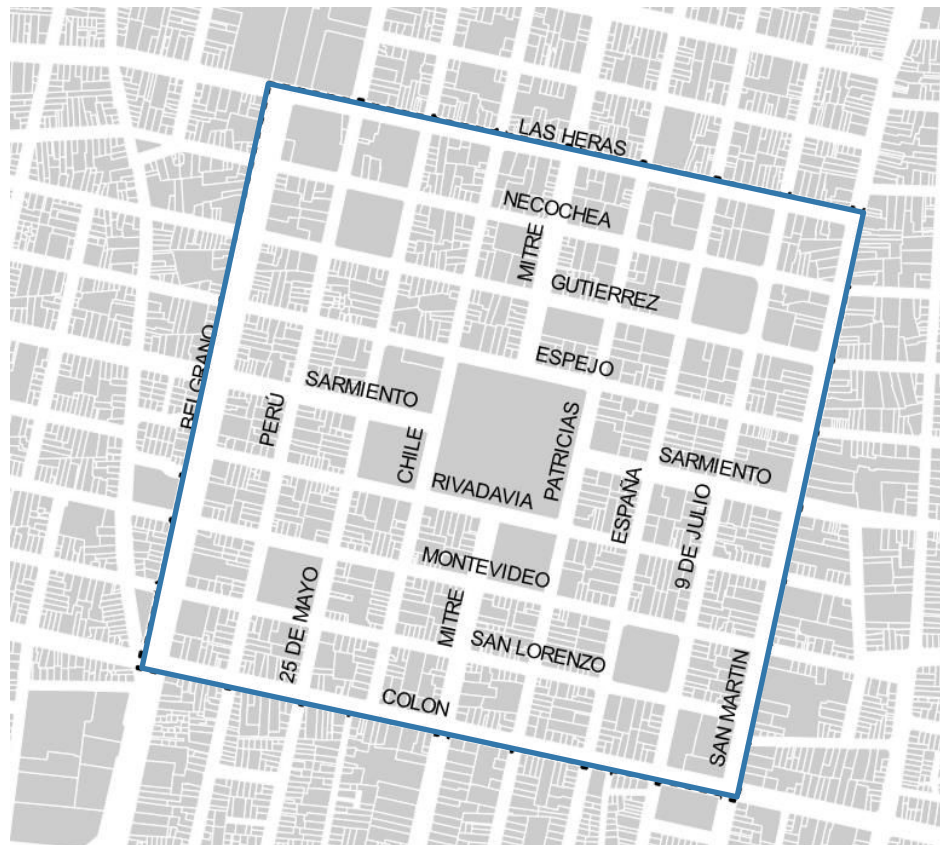 LAS HERAS
NECOCHEA
MITRE
GUTIERREZ
ESPEJO
BELGRANO
SARMIENTO
PERÚ
CHILE
PATRICIAS
SARMIENTO
RIVADAVIA
ESPAÑA
9 DE JULIO
MONTEVIDEO
25 DE MAYO
MITRE
SAN LORENZO
SAN MARTIN
COLON